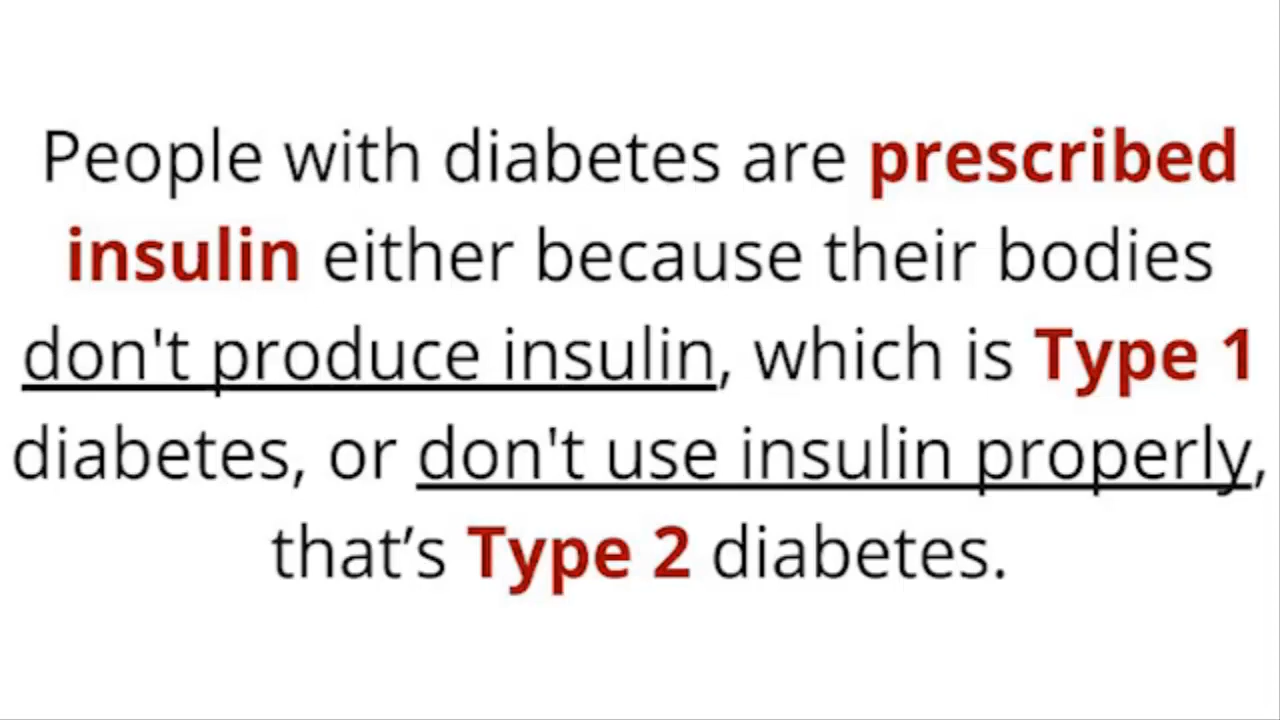 People with diabetes are prescribed
insulin either because their bodies
don't produce insulin, which is Type 1
diabetes, or don't use insulin properly,
that’s Type 2 diabetes.